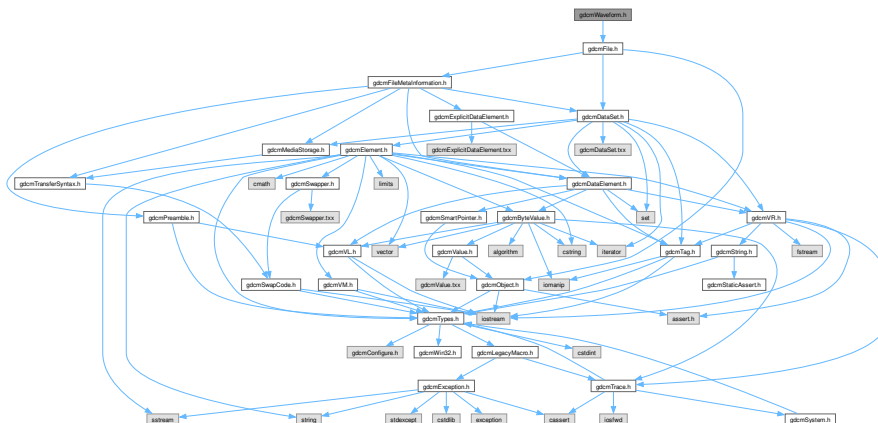 gdcmWaveform.h
gdcmFile.h
gdcmFileMetaInformation.h
gdcmExplicitDataElement.h
gdcmDataSet.h
gdcmMediaStorage.h
gdcmElement.h
gdcmExplicitDataElement.txx
gdcmDataSet.txx
gdcmTransferSyntax.h
cmath
gdcmSwapper.h
limits
gdcmDataElement.h
gdcmPreamble.h
gdcmSwapper.txx
gdcmSmartPointer.h
gdcmByteValue.h
set
gdcmVR.h
gdcmVL.h
vector
gdcmValue.h
algorithm
cstring
iterator
gdcmTag.h
gdcmString.h
fstream
gdcmSwapCode.h
gdcmVM.h
gdcmValue.txx
gdcmObject.h
iomanip
gdcmStaticAssert.h
gdcmTypes.h
iostream
assert.h
gdcmConfigure.h
gdcmWin32.h
gdcmLegacyMacro.h
cstdint
gdcmException.h
gdcmTrace.h
sstream
string
stdexcept
cstdlib
exception
cassert
iosfwd
gdcmSystem.h